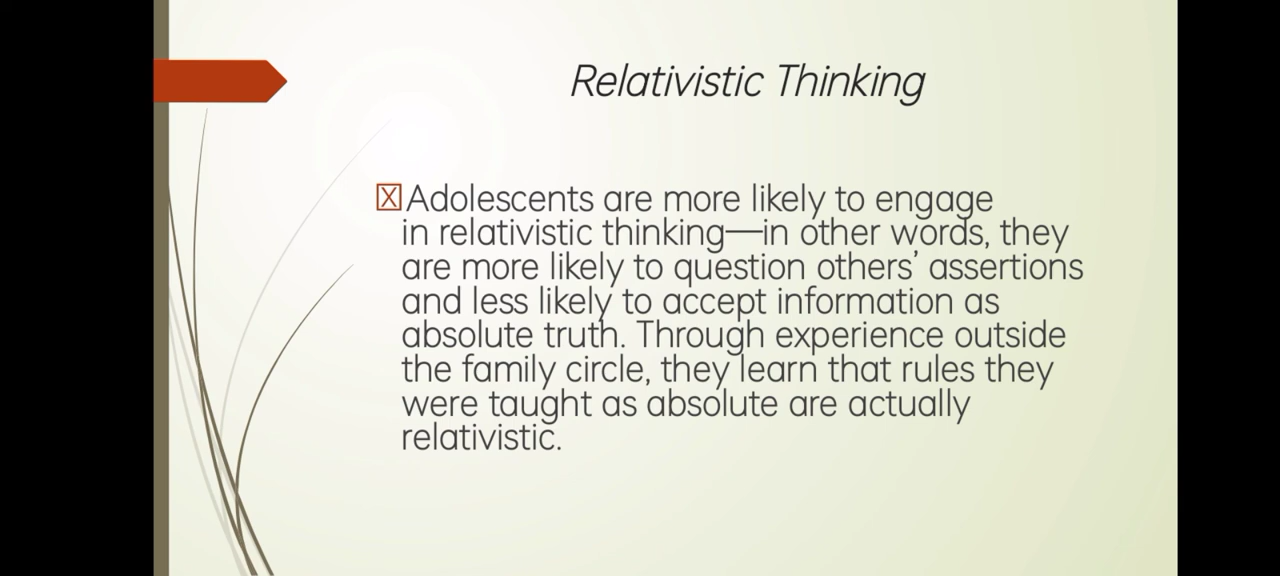 Relativistic Thinking
Adolescents are more likely to engage
in relativistic thinking—in other words, they
are more likely to question others’ assertions
and less likely to accept information as
absolute truth. Through experience outside
the family circle, they learn that rules they
were taught as absolute are actually
relativistic.